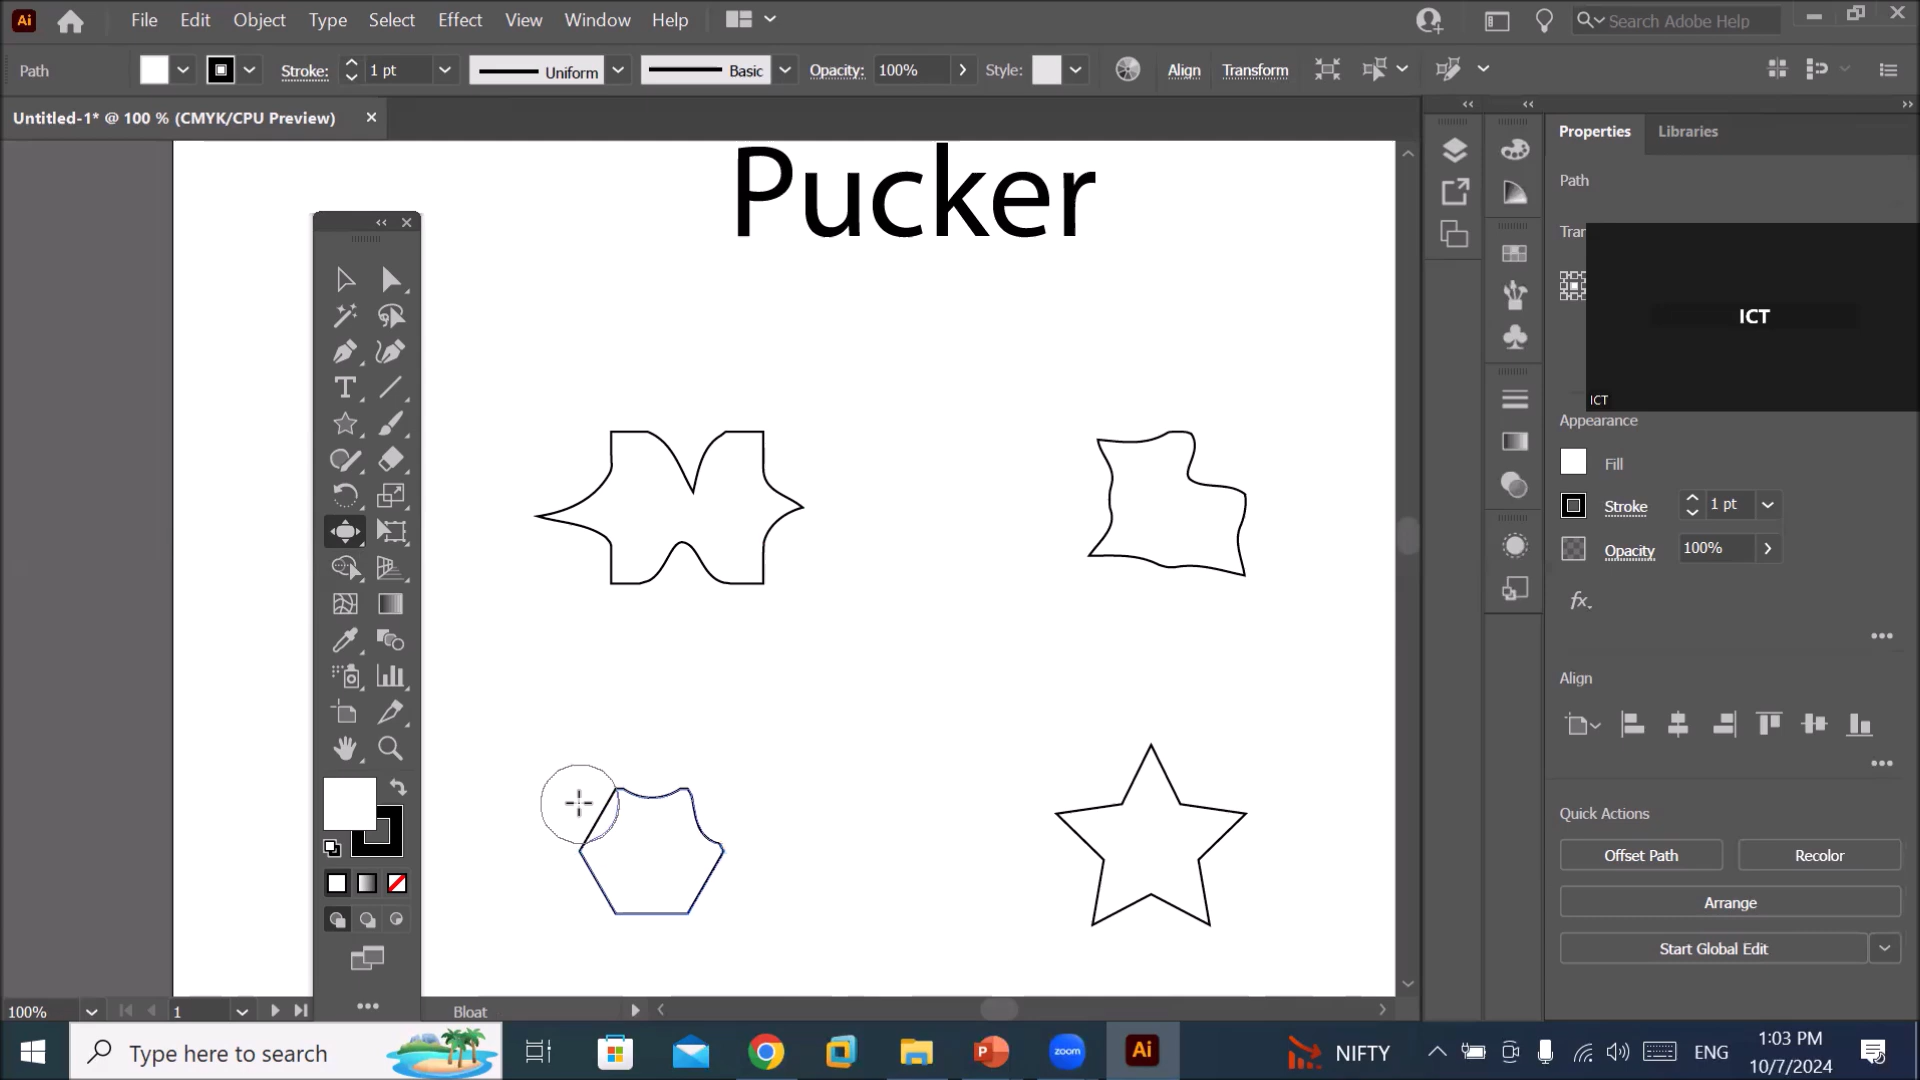 Ai File Edit Object Type Select Effect View Window Help Search Adobe Help
Path Stroke: 1 pt Uniform Basic Opacity: 100% Style: Align Transform
Untitled-1* @ 100 % (CMYK/CPU Preview)
Properties Libraries
Pucker
Path
Tran
ICT
ICT
Appearance
Fill
Stroke 1 pt
Opacity 100%
fx.
Align
Quick Actions
Offset Path Recolor
Arrange
Start Global Edit
100% 1 Bloat
Type here to search zoom Ai NIFTY ENG 1:03 PM
10/7/2024